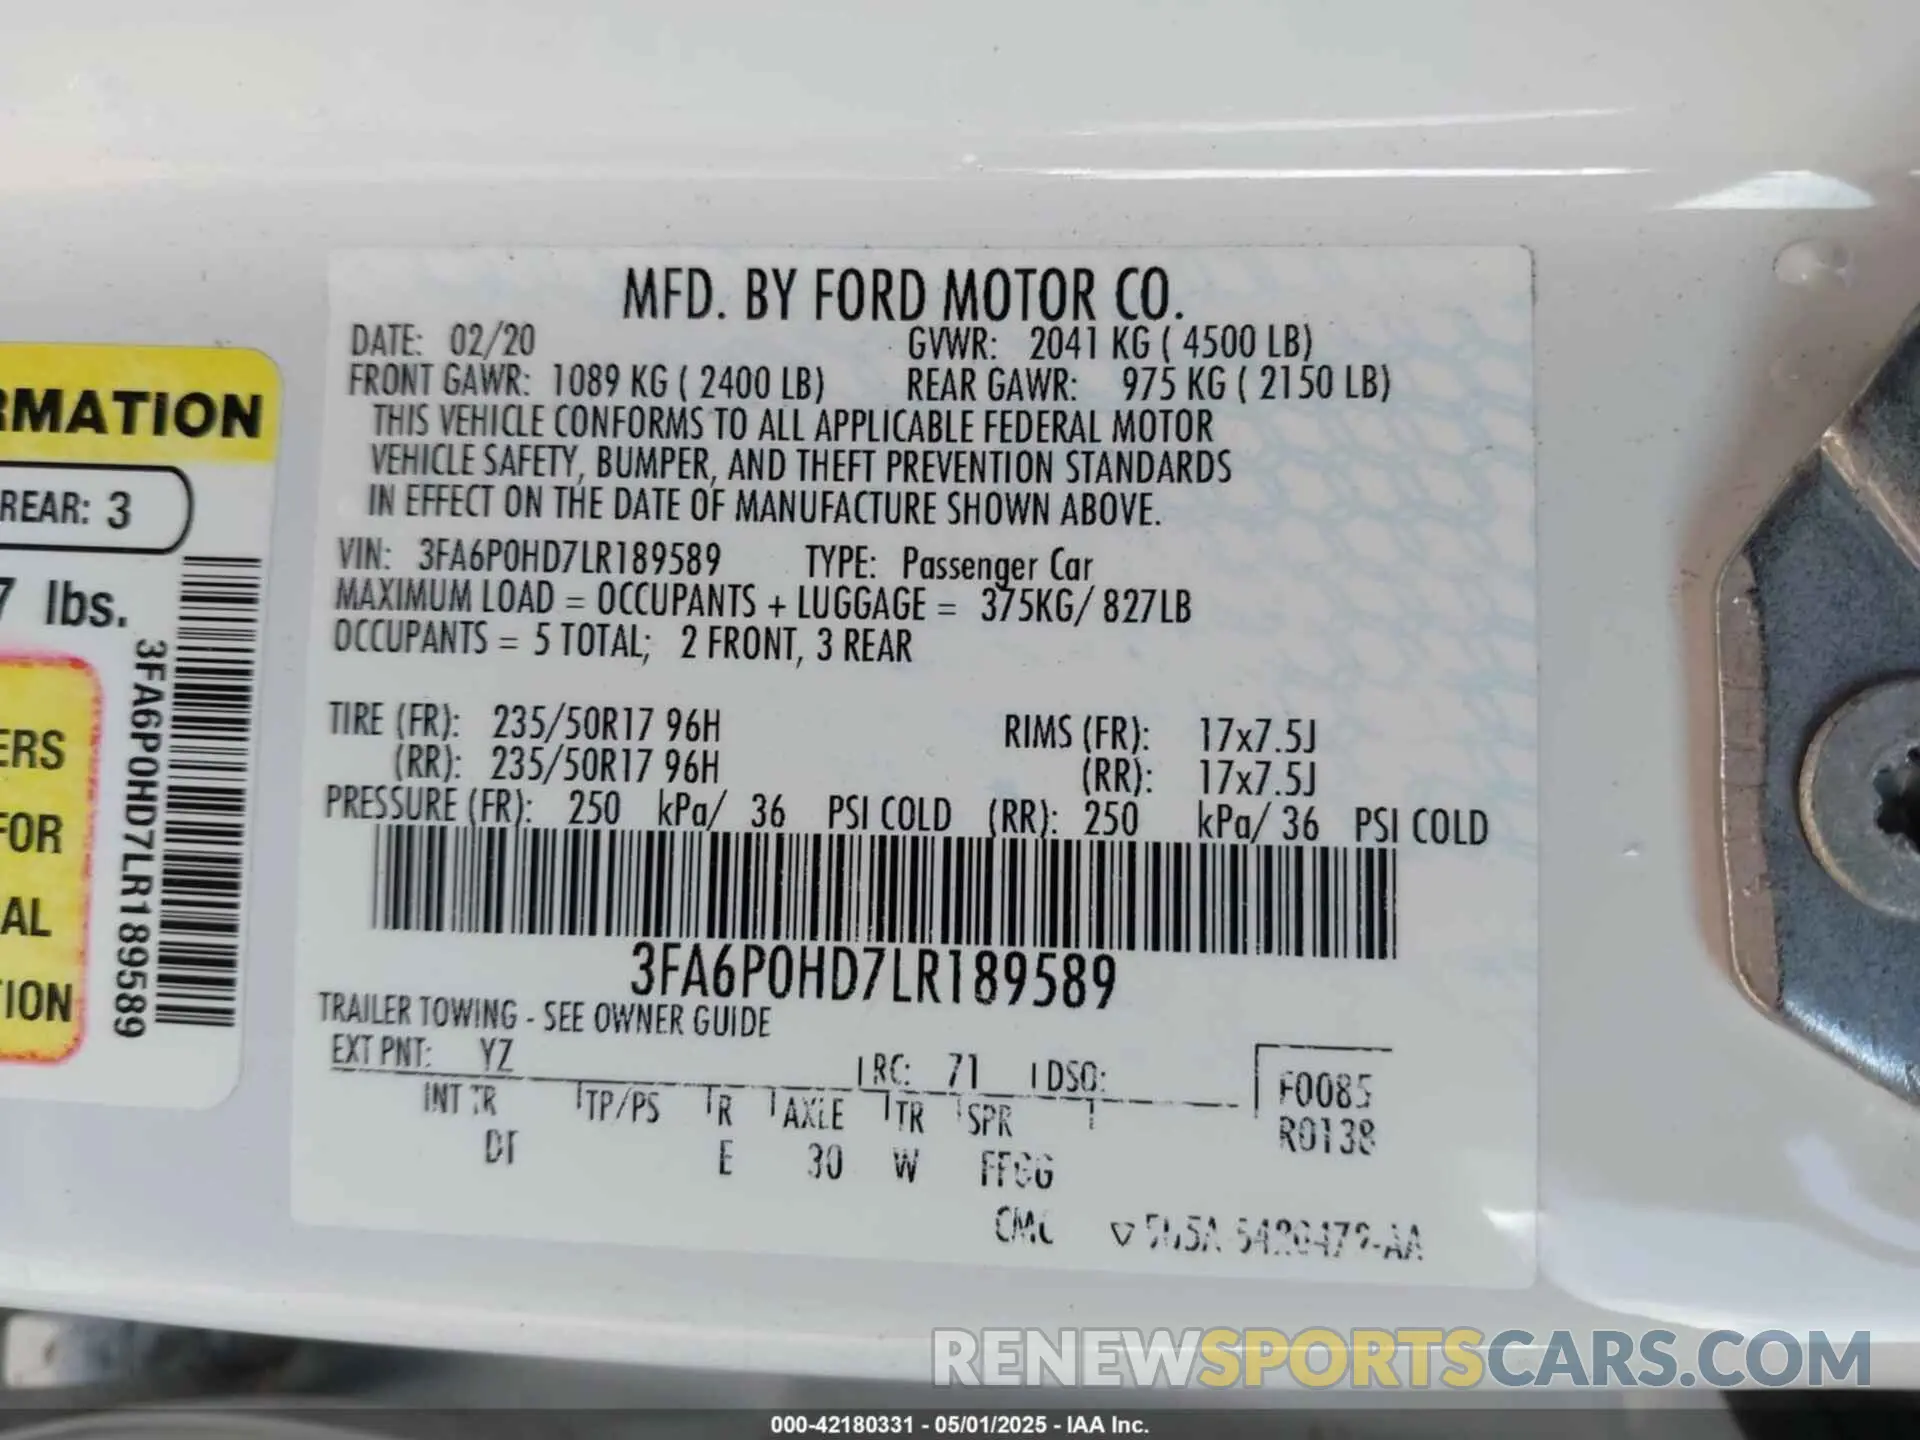 MFD. BY FORD MOTOR CO.
DATE: 02/20 GVWR: 2041 KG ( 4500 LB)
FRONT GAWR: 1089 KG ( 2400 LB) REAR GAWR: 975 KG ( 2150 LB)
THIS VEHICLE CONFORMS TO ALL APPLICABLE FEDERAL MOTOR
VEHICLE SAFETY, BUMPER, AND THEFT PREVENTION STANDARDS
IN EFFECT ON THE DATE OF MANUFACTURE SHOWN ABOVE.
VIN: 3FA6P0HD7LR189589 TYPE: Passenger Car
MAXIMUM LOAD = OCCUPANTS + LUGGAGE = 375KG/ 827LB
OCCUPANTS = 5 TOTAL; 2 FRONT, 3 REAR
TIRE (FR): 235/50R17 96H RIMS (FR): 17x7.5J
(RR): 235/50R17 96H (RR): 17x7.5J
PRESSURE (FR): 250 kPa/ 36 PSI COLD (RR): 250 kPa/ 36 PSI COLD
3FA6P0HD7LR189589
TRAILER TOWING - SEE OWNER GUIDE
EXT PNT: YZ RC: 71 DSO:
INT TR TP/PS R AXLE TR SPR
E 30 W
F0085
R0138
RMATION
REAR: 3
7 lbs.
ERS
FOR
AL
TION
3FA6P0HD7LR189589
RENEWSPORTSCARS.COM
000-42180331 - 05/01/2025 - IAA Inc.